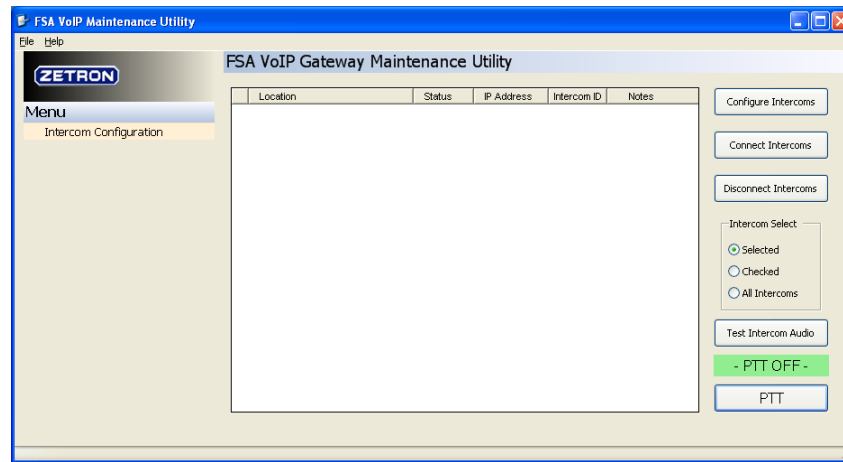 FSA VoIP Maintenance Utility
File Help
ZETRON
FSA VoIP Gateway Maintenance Utility
Menu
Intercom Configuration
Location Status IP Address Intercom ID Notes
Configure Intercoms
Connect Intercoms
Disconnect Intercoms
Intercom Select
Selected
Checked
All Intercoms
Test Intercom Audio
- PTT OFF -
PTT